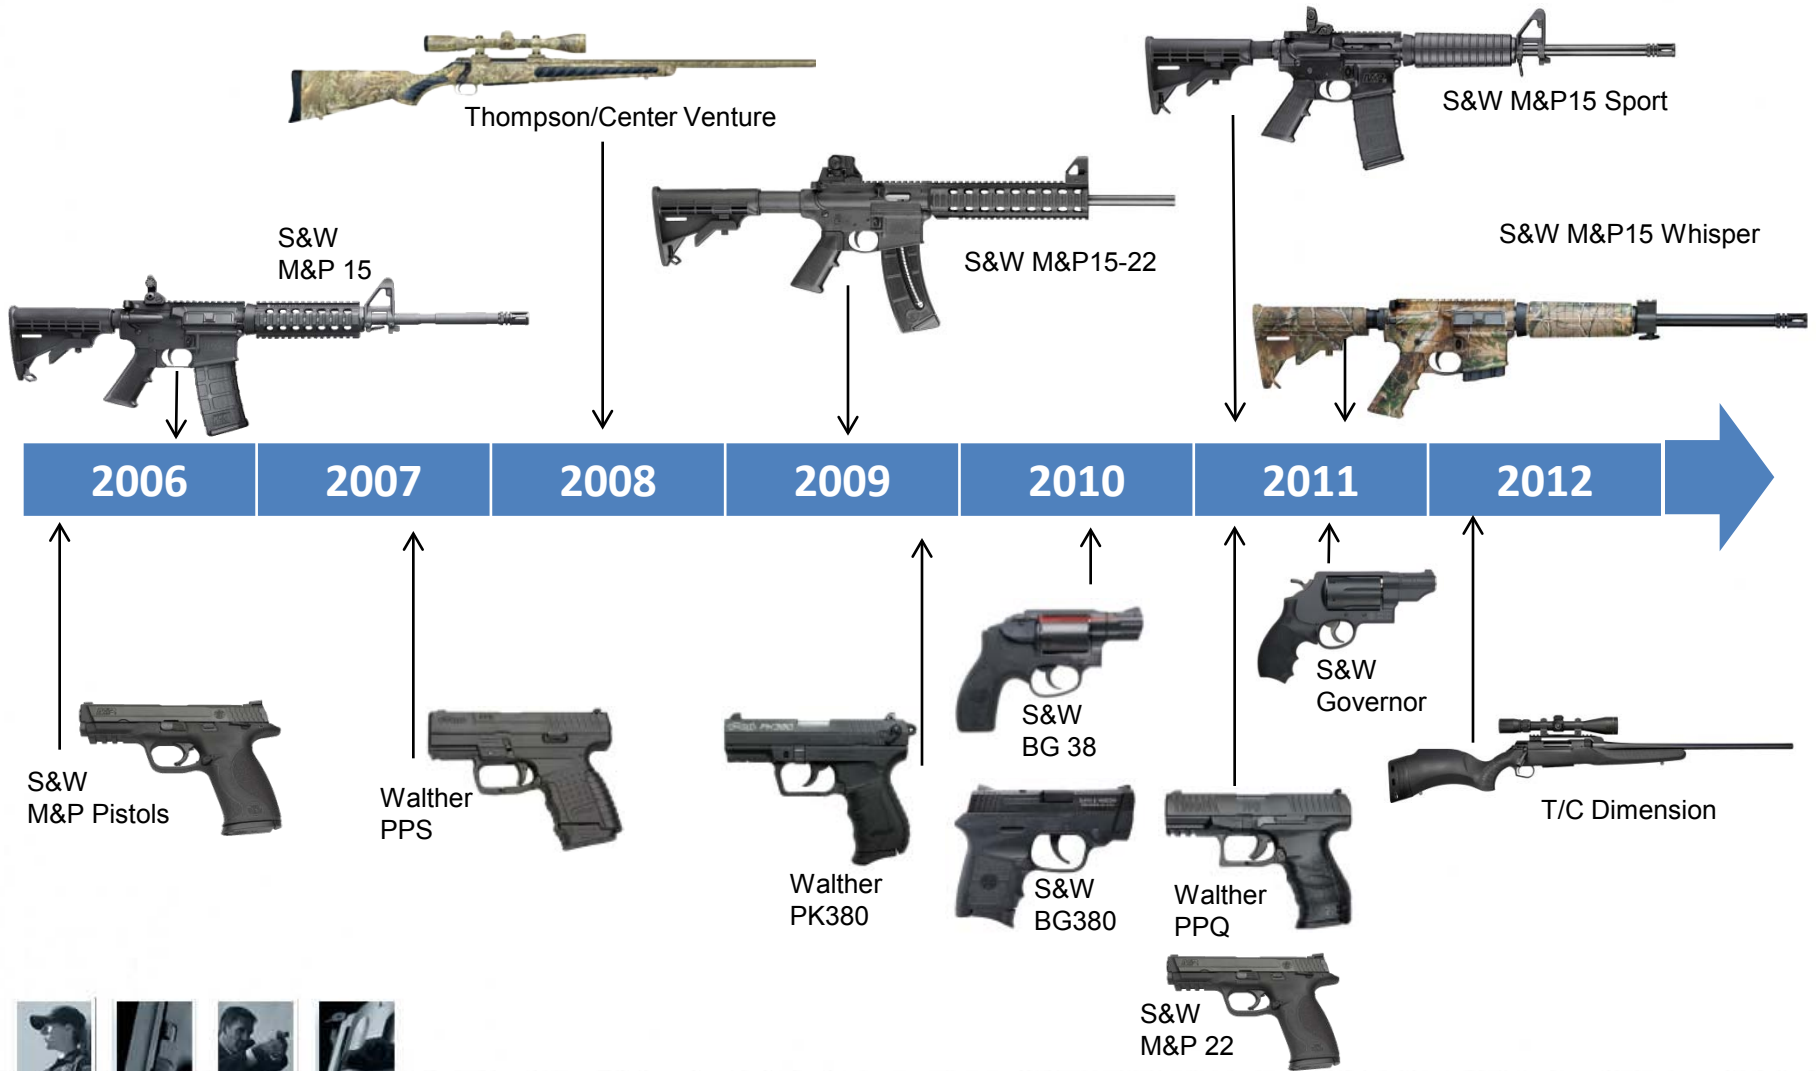 Thompson/Center Venture
S&W M&P15 Sport
S&W
M&P 15
S&W M&P15-22
S&W M&P15 Whisper
2006
2007
2008
2009
2010
2011
2012
S&W
M&P Pistols
Walther
PPS
Walther
PK380
S&W
BG 38
S&W
BG380
Walther
PPQ
S&W
M&P 22
S&W
Governor
T/C Dimension